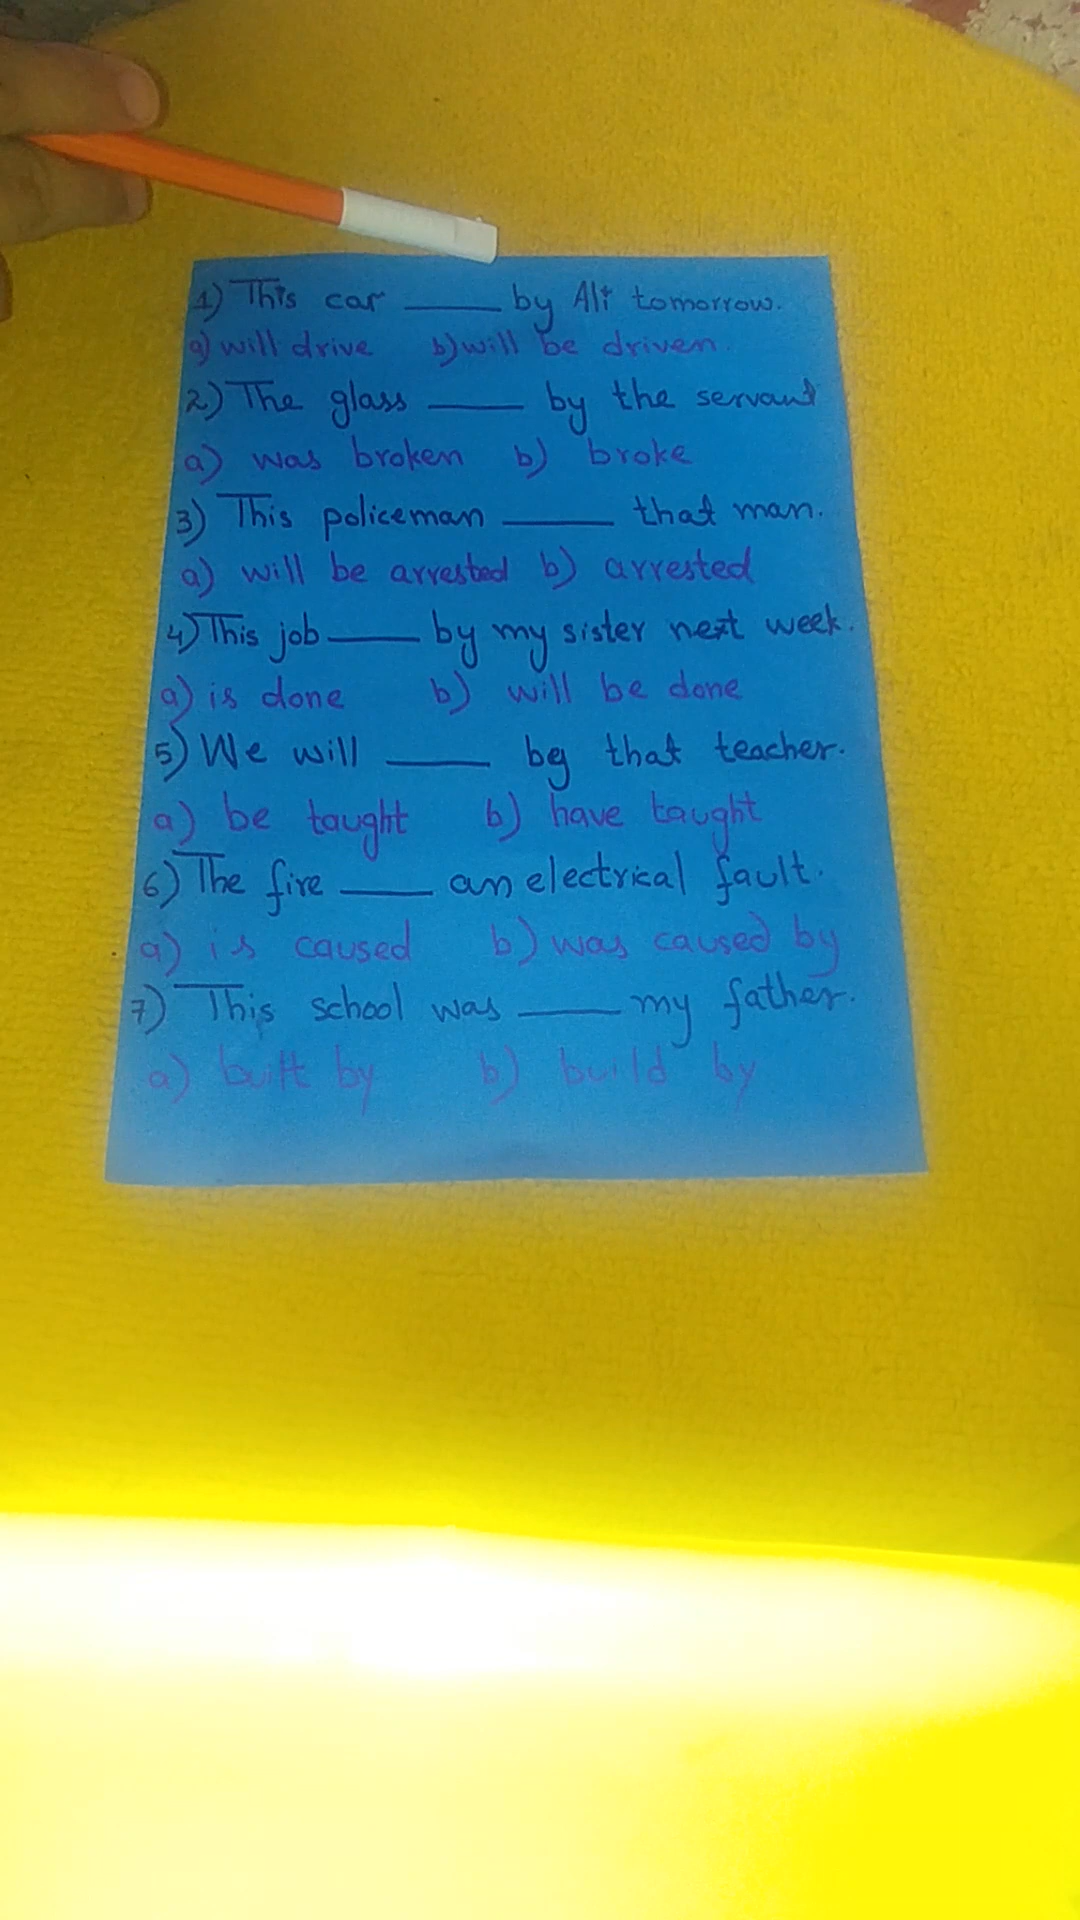 1) This car ____ by Ali tomorrow.
a) will drive b) will be driven.
2) The glass ____ by the servant
a) was broken b) broke
3) This policeman ____ that man.
a) will be arrested b) arrested
4) This job ____ by my sister next week.
a) is done b) will be done
5) We will ____ by that teacher.
a) be taught b) have taught
6) The fire ____ an electrical fault.
a) is caused b) was caused by
7) This school was ____ my father.
a) built by b) build by